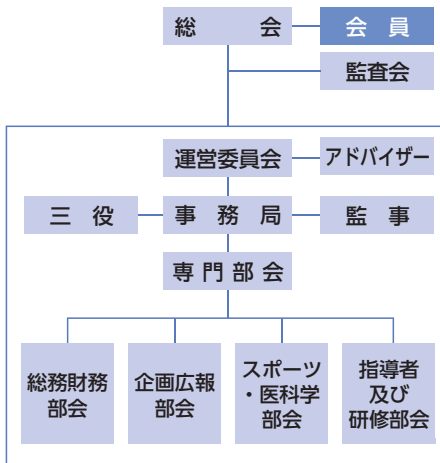 総会
会員
監査会
運営委員会
アドバイザー
三役
事務局
監事
専門部会
総務財務
部会
企画広報
部会
スポーツ
・医科学
部会
指導者
及び
研修部会